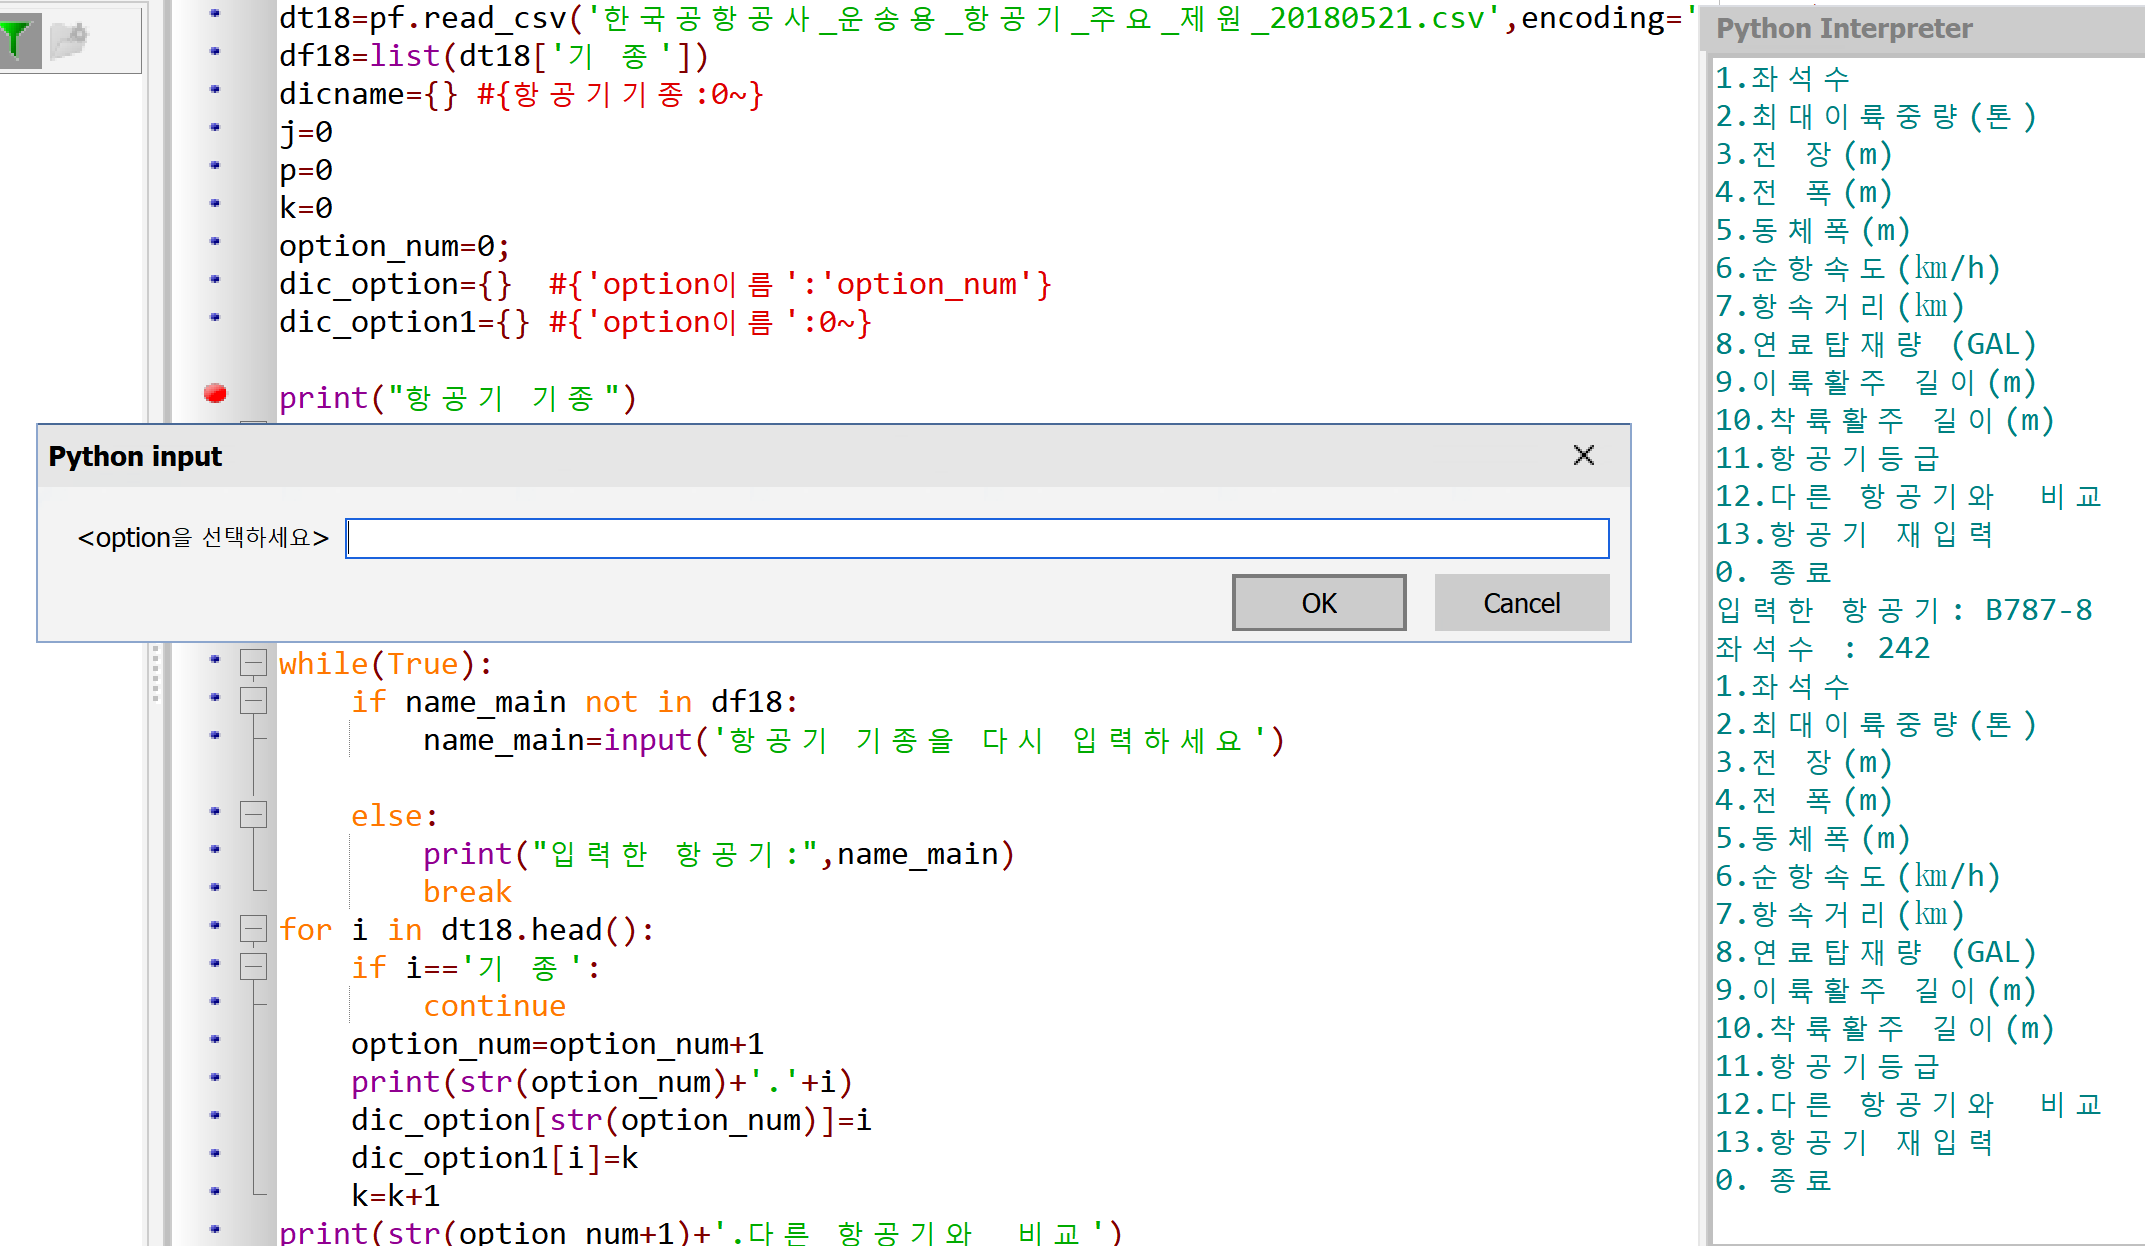 dt18=pf.read_csv('한국공항공사_운송용_항공기_주요_제원_20180521.csv',encoding='
df18=list(dt18['기 종'])
dicname={} #{항공기기종:0~}
j=0
p=0
k=0
option_num=0;
dic_option={}  #{'option이름':'option_num'}
dic_option1={} #{'option이름':0~}
print("항공기 기종")
Python input
<option을 선택하세요>
OK
Cancel
while(True):
    if name_main not in df18:
        name_main=input('항공기 기종을 다시 입력하세요')
    else:
        print("입력한 항공기:",name_main)
        break
for i in dt18.head():
    if i=='기 종':
        continue
    option_num=option_num+1
    print(str(option_num)+'.'+i)
    dic_option[str(option_num)]=i
    dic_option1[i]=k
    k=k+1
print(str(option_num+1)+'.다른 항공기와  비교')
Python Interpreter
1.좌석수
2.최대이륙중량(톤)
3.전 장(m)
4.전 폭(m)
5.동체폭(m)
6.순항속도(㎞/h)
7.항속거리(㎞)
8.연료탑재량 (GAL)
9.이륙활주 길이(m)
10.착륙활주 길이(m)
11.항공기등급
12.다른 항공기와  비교
13.항공기 재입력
0. 종료
입력한 항공기: B787-8
좌석수 : 242
1.좌석수
2.최대이륙중량(톤)
3.전 장(m)
4.전 폭(m)
5.동체폭(m)
6.순항속도(㎞/h)
7.항속거리(㎞)
8.연료탑재량 (GAL)
9.이륙활주 길이(m)
10.착륙활주 길이(m)
11.항공기등급
12.다른 항공기와  비교
13.항공기 재입력
0. 종료